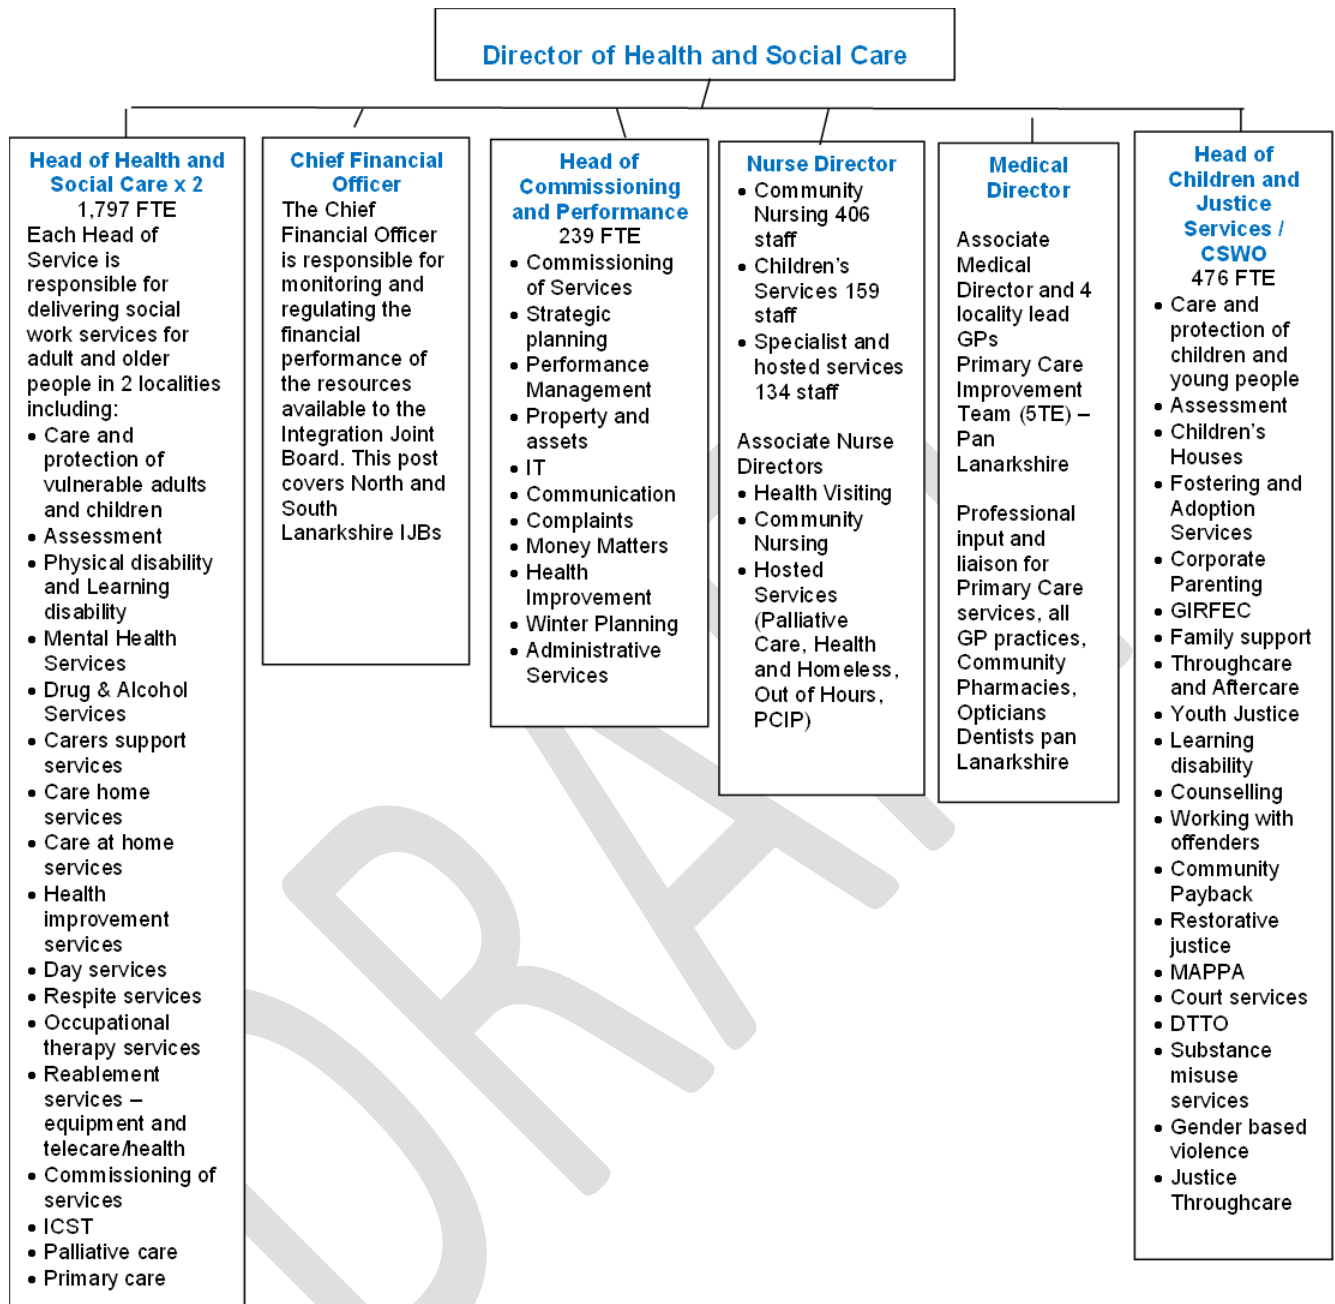 Director of Health and Social Care
Head of Health and
Social Care x 2
1,797 FTE
Each Head of
Service is
responsible for
delivering social
work services for
adult and older
people in 2 localities
including:
• Care and
protection of
vulnerable adults
and children
• Assessment
• Physical disability
and Learning
disability
• Mental Health
Services
• Drug & Alcohol
Services
• Carers support
services
• Care home
services
• Care at home
services
• Health
improvement
services
• Day services
• Respite services
• Occupational
therapy services
• Reablement
services –
equipment and
telecare/health
• Commissioning of
services
• ICST
• Palliative care
• Primary care
Chief Financial
Officer
The Chief
Financial Officer
is responsible for
monitoring and
regulating the
financial
performance of
the resources
available to the
Integration Joint
Board. This post
covers North and
South
Lanarkshire IJBs
Head of
Commissioning
and Performance
239 FTE
• Commissioning
of Services
• Strategic
planning
• Performance
Management
• Property and
assets
• IT
• Communication
• Complaints
• Money Matters
• Health
Improvement
• Winter Planning
• Administrative
Services
Nurse Director
• Community
Nursing 406
staff
• Children's
Services 159
staff
• Specialist and
hosted services
134 staff
Associate Nurse
Directors
• Health Visiting
• Community
Nursing
• Hosted
Services
(Palliative
Care, Health
and Homeless,
Out of Hours,
PCIP)
Medical
Director
Associate
Medical
Director and 4
locality lead
GPs
Primary Care
Improvement
Team (5TE) –
Pan
Lanarkshire
Professional
input and
liaison for
Primary Care
services, all
GP practices,
Community
Pharmacies,
Opticians
Dentists pan
Lanarkshire
Head of
Children and
Justice
Services /
CSWO
476 FTE
• Care and
protection of
children and
young people
• Assessment
• Children's
Houses
• Fostering and
Adoption
Services
• Corporate
Parenting
• GIRFEC
• Family support
• Throughcare
and Aftercare
• Youth Justice
• Learning
disability
• Counselling
• Working with
offenders
• Community
Payback
• Restorative
justice
• MAPPA
• Court services
• DTTO
• Substance
misuse
services
• Gender based
violence
• Justice
Throughcare
DRAFT